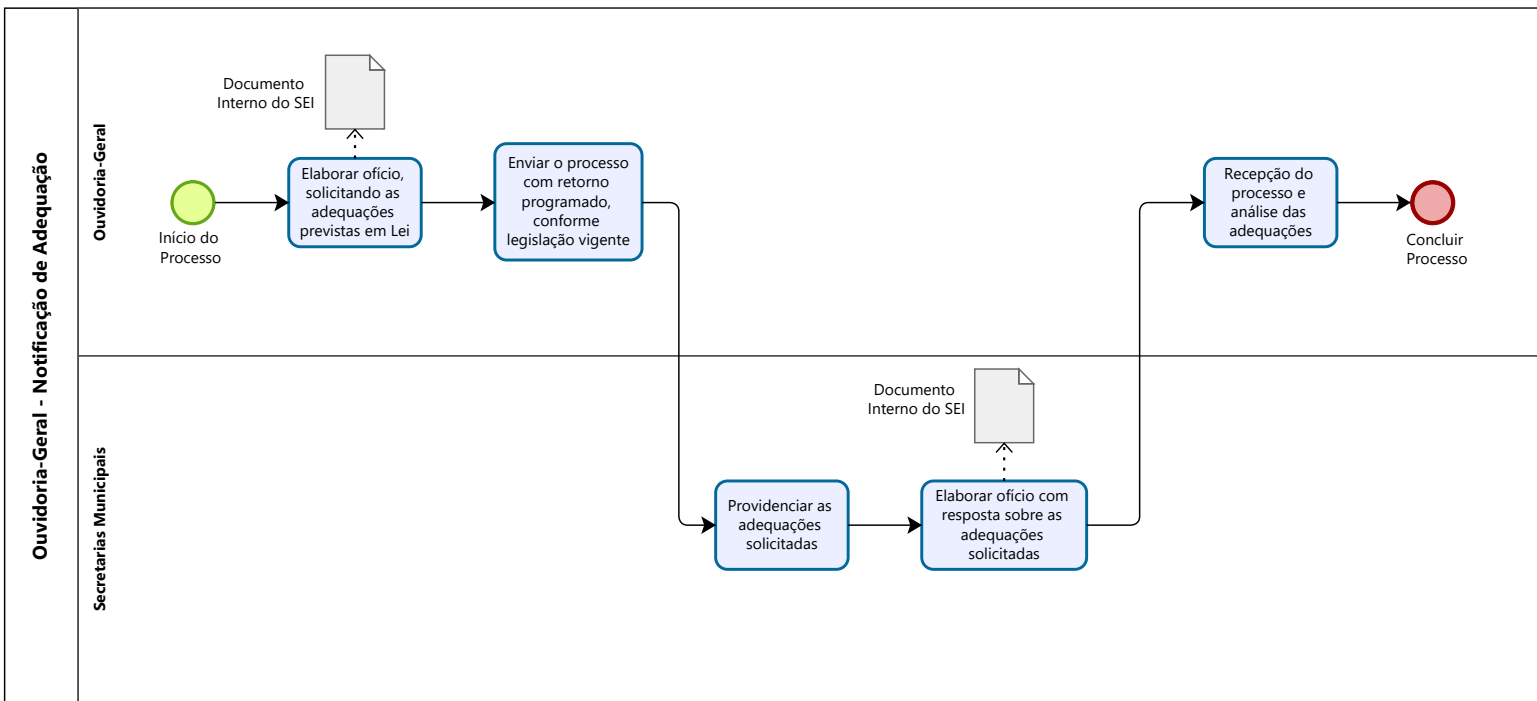 Ouvidoria-Geral - Notificação de Adequação
Ouvidoria-Geral
Início do
Processo
Documento
Interno do SEI
Elaborar ofício,
solicitando as
adequações
previstas em Lei
Enviar o processo
com retorno
programado,
conforme
legislação vigente
Recepção do
processo e
análise das
adequações
Concluir
Processo
Secretarias Municipais
Providenciar as
adequações
solicitadas
Documento
Interno do SEI
Elaborar ofício com
resposta sobre as
adequações
solicitadas